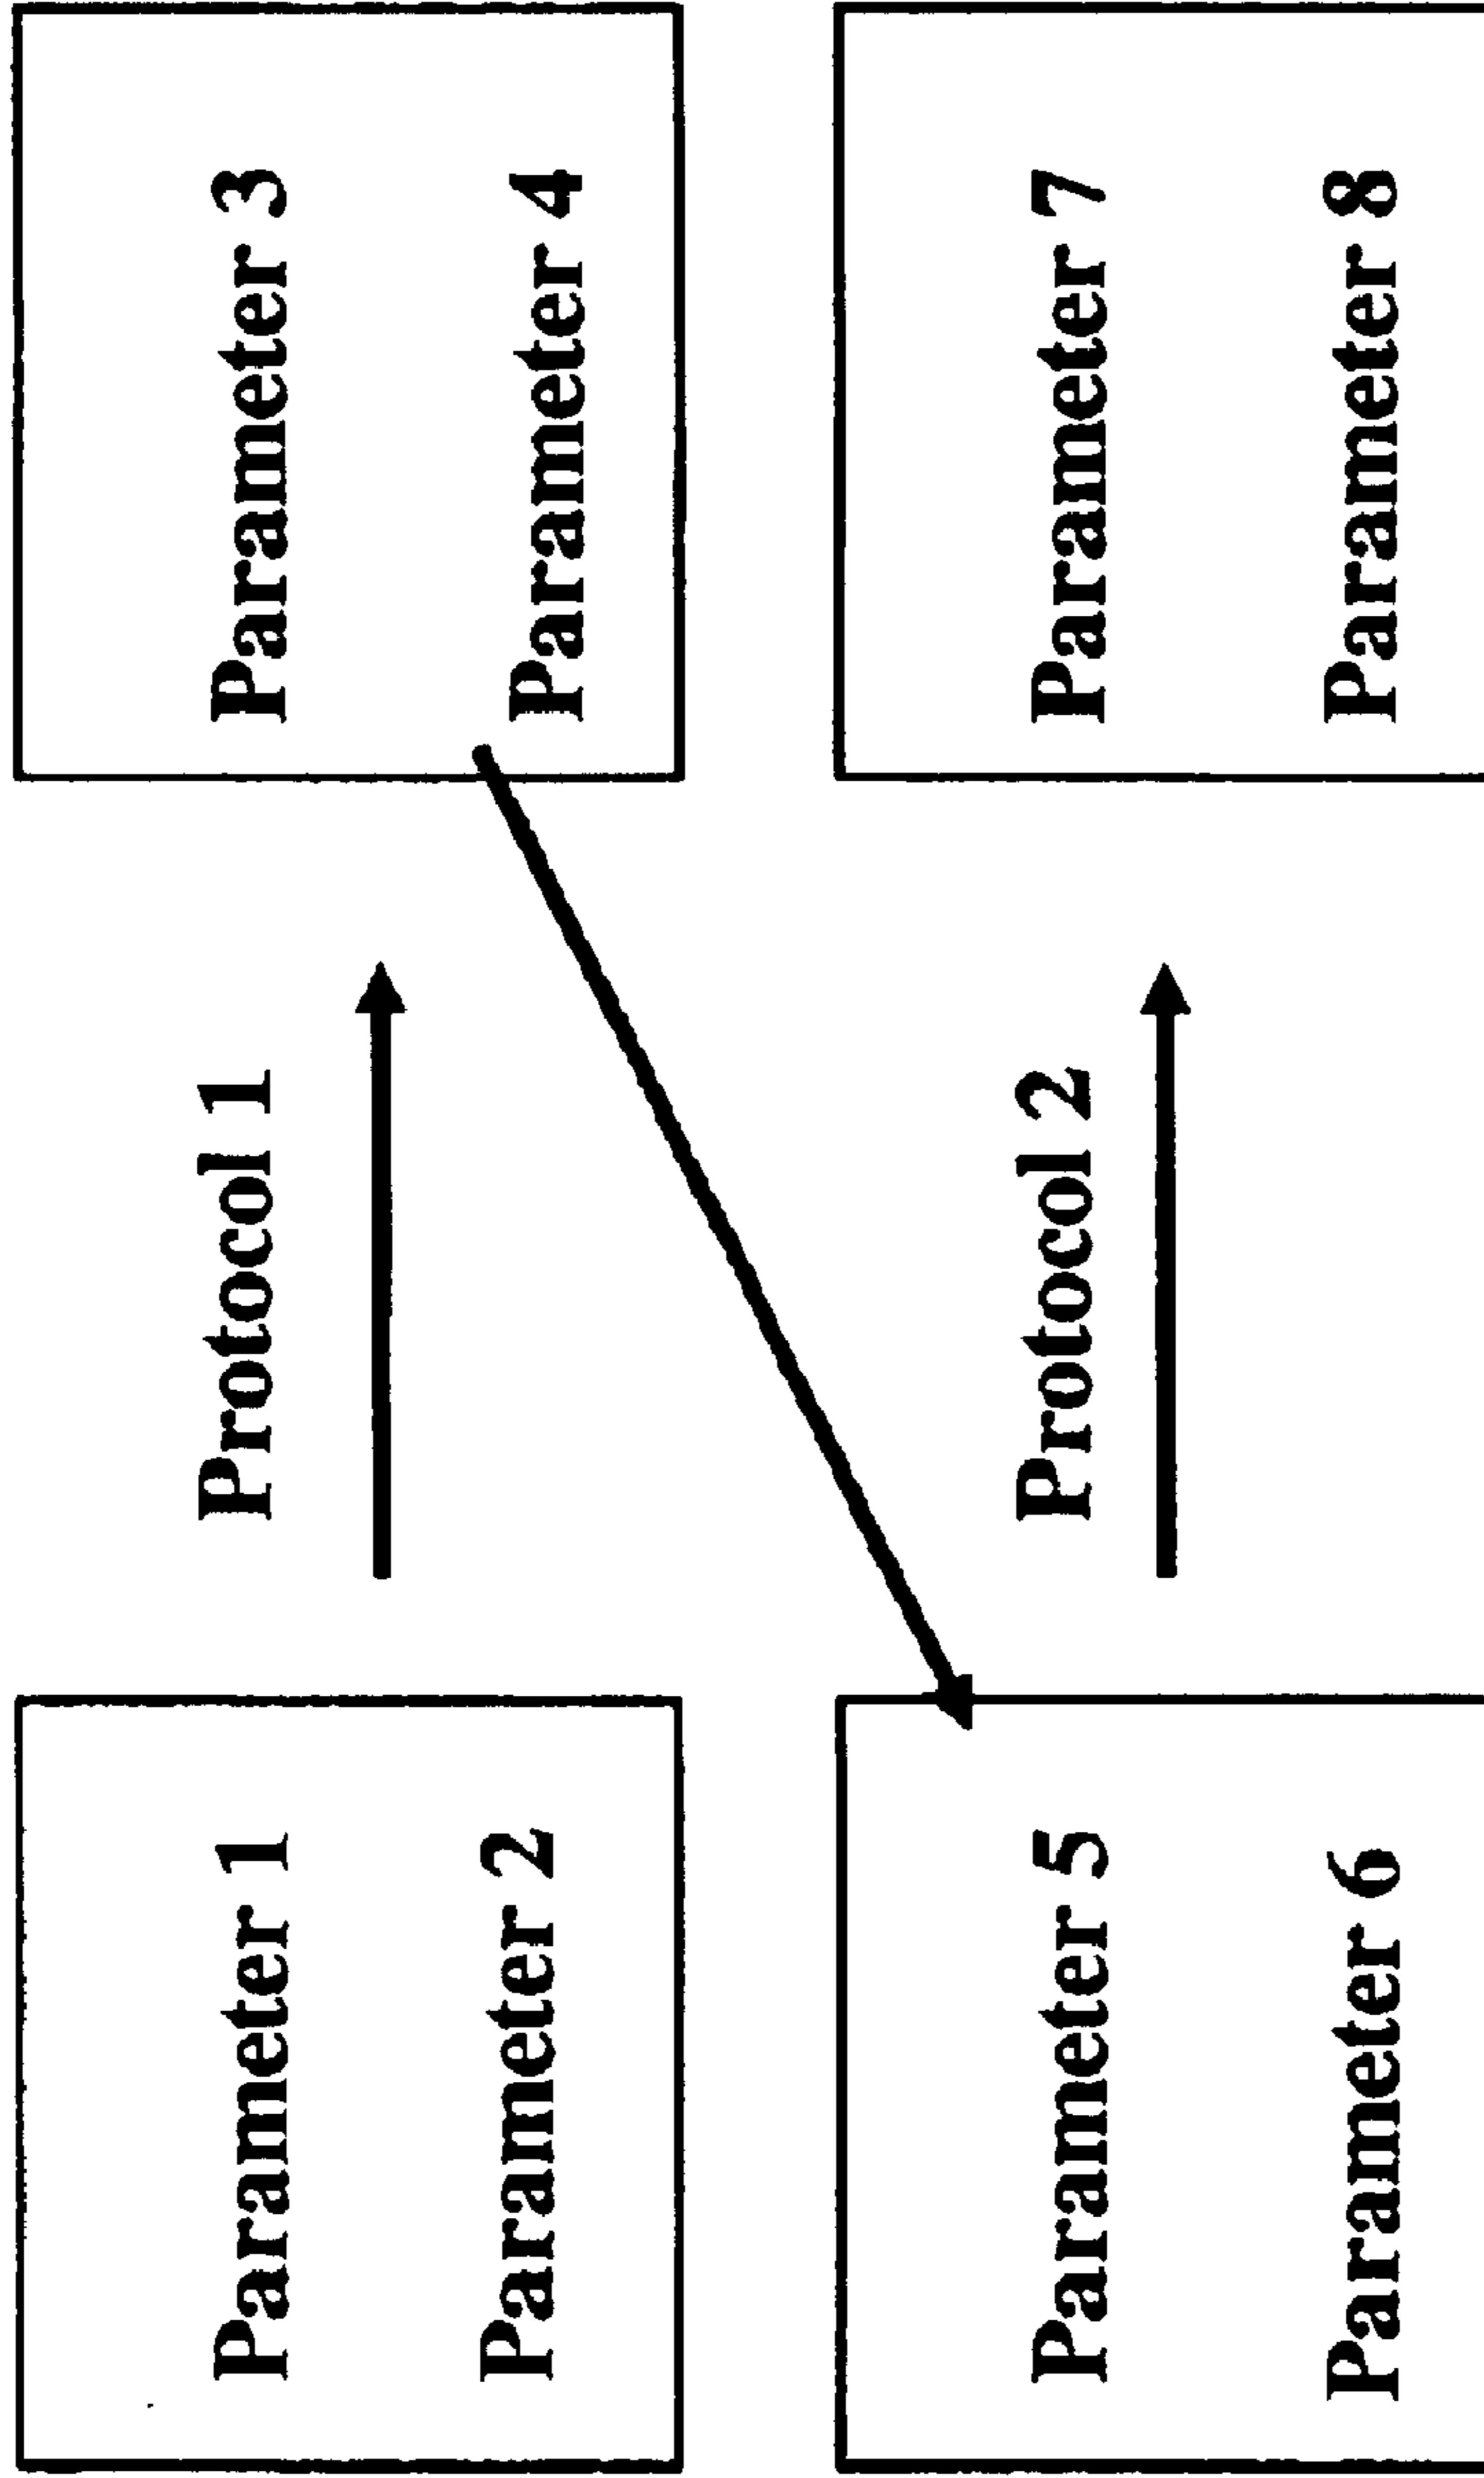 Parameter 1
Parameter 2
Protocol 1
Parameter 3
Parameter 4
Parameter 5
Parameter 6
Protocol 2
Parameter 7
Parameter 8